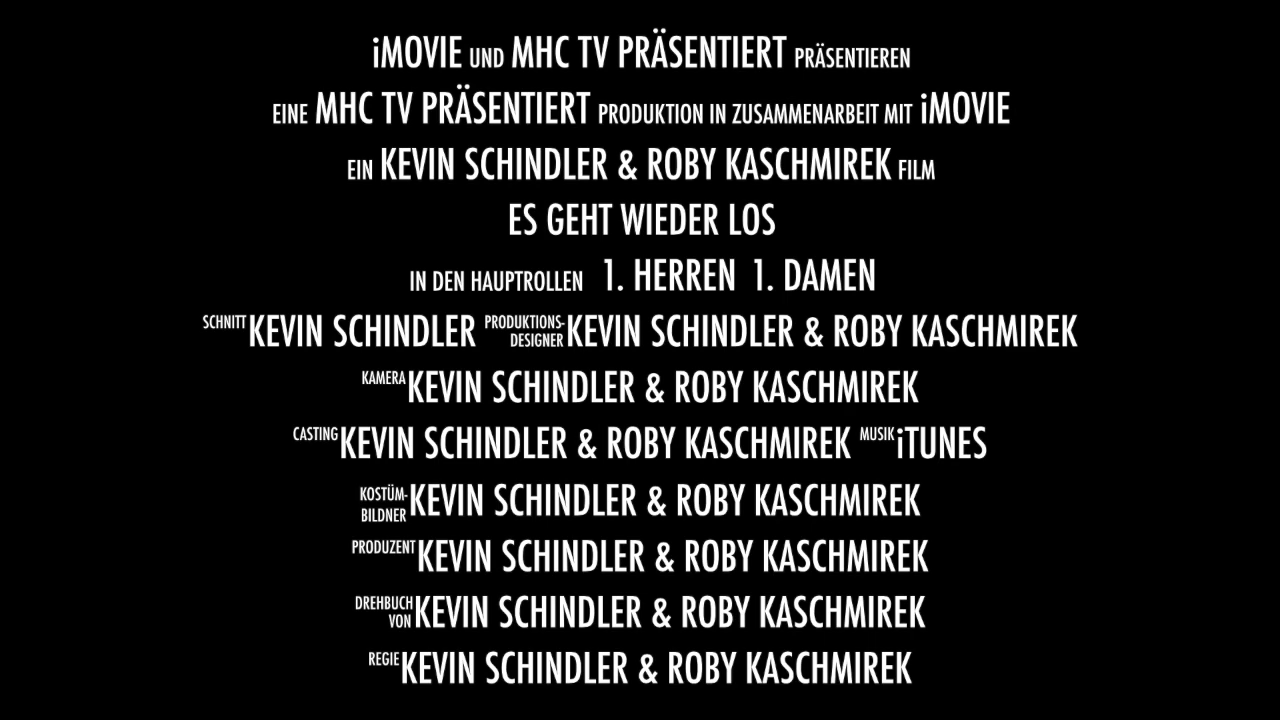 iMOVIE UND MHC TV PRÄSENTIERT PRÄSENTIEREN
EINE MHC TV PRÄSENTIERT PRODUKTION IN ZUSAMMENARBEIT MIT iMOVIE
EIN KEVIN SCHINDLER & ROBY KASCHMIREK FILM
ES GEHT WIEDER LOS
IN DEN HAUPTROLLEN 1. HERREN 1. DAMEN
SCHNITT KEVIN SCHINDLER PRODUKTIONS-DESIGNER KEVIN SCHINDLER & ROBY KASCHMIREK
KAMERA KEVIN SCHINDLER & ROBY KASCHMIREK
CASTING KEVIN SCHINDLER & ROBY KASCHMIREK MUSIK iTUNES
KOSTÜM-BILDNER KEVIN SCHINDLER & ROBY KASCHMIREK
PRODUZENT KEVIN SCHINDLER & ROBY KASCHMIREK
DREHBUCH VON KEVIN SCHINDLER & ROBY KASCHMIREK
REGIE KEVIN SCHINDLER & ROBY KASCHMIREK